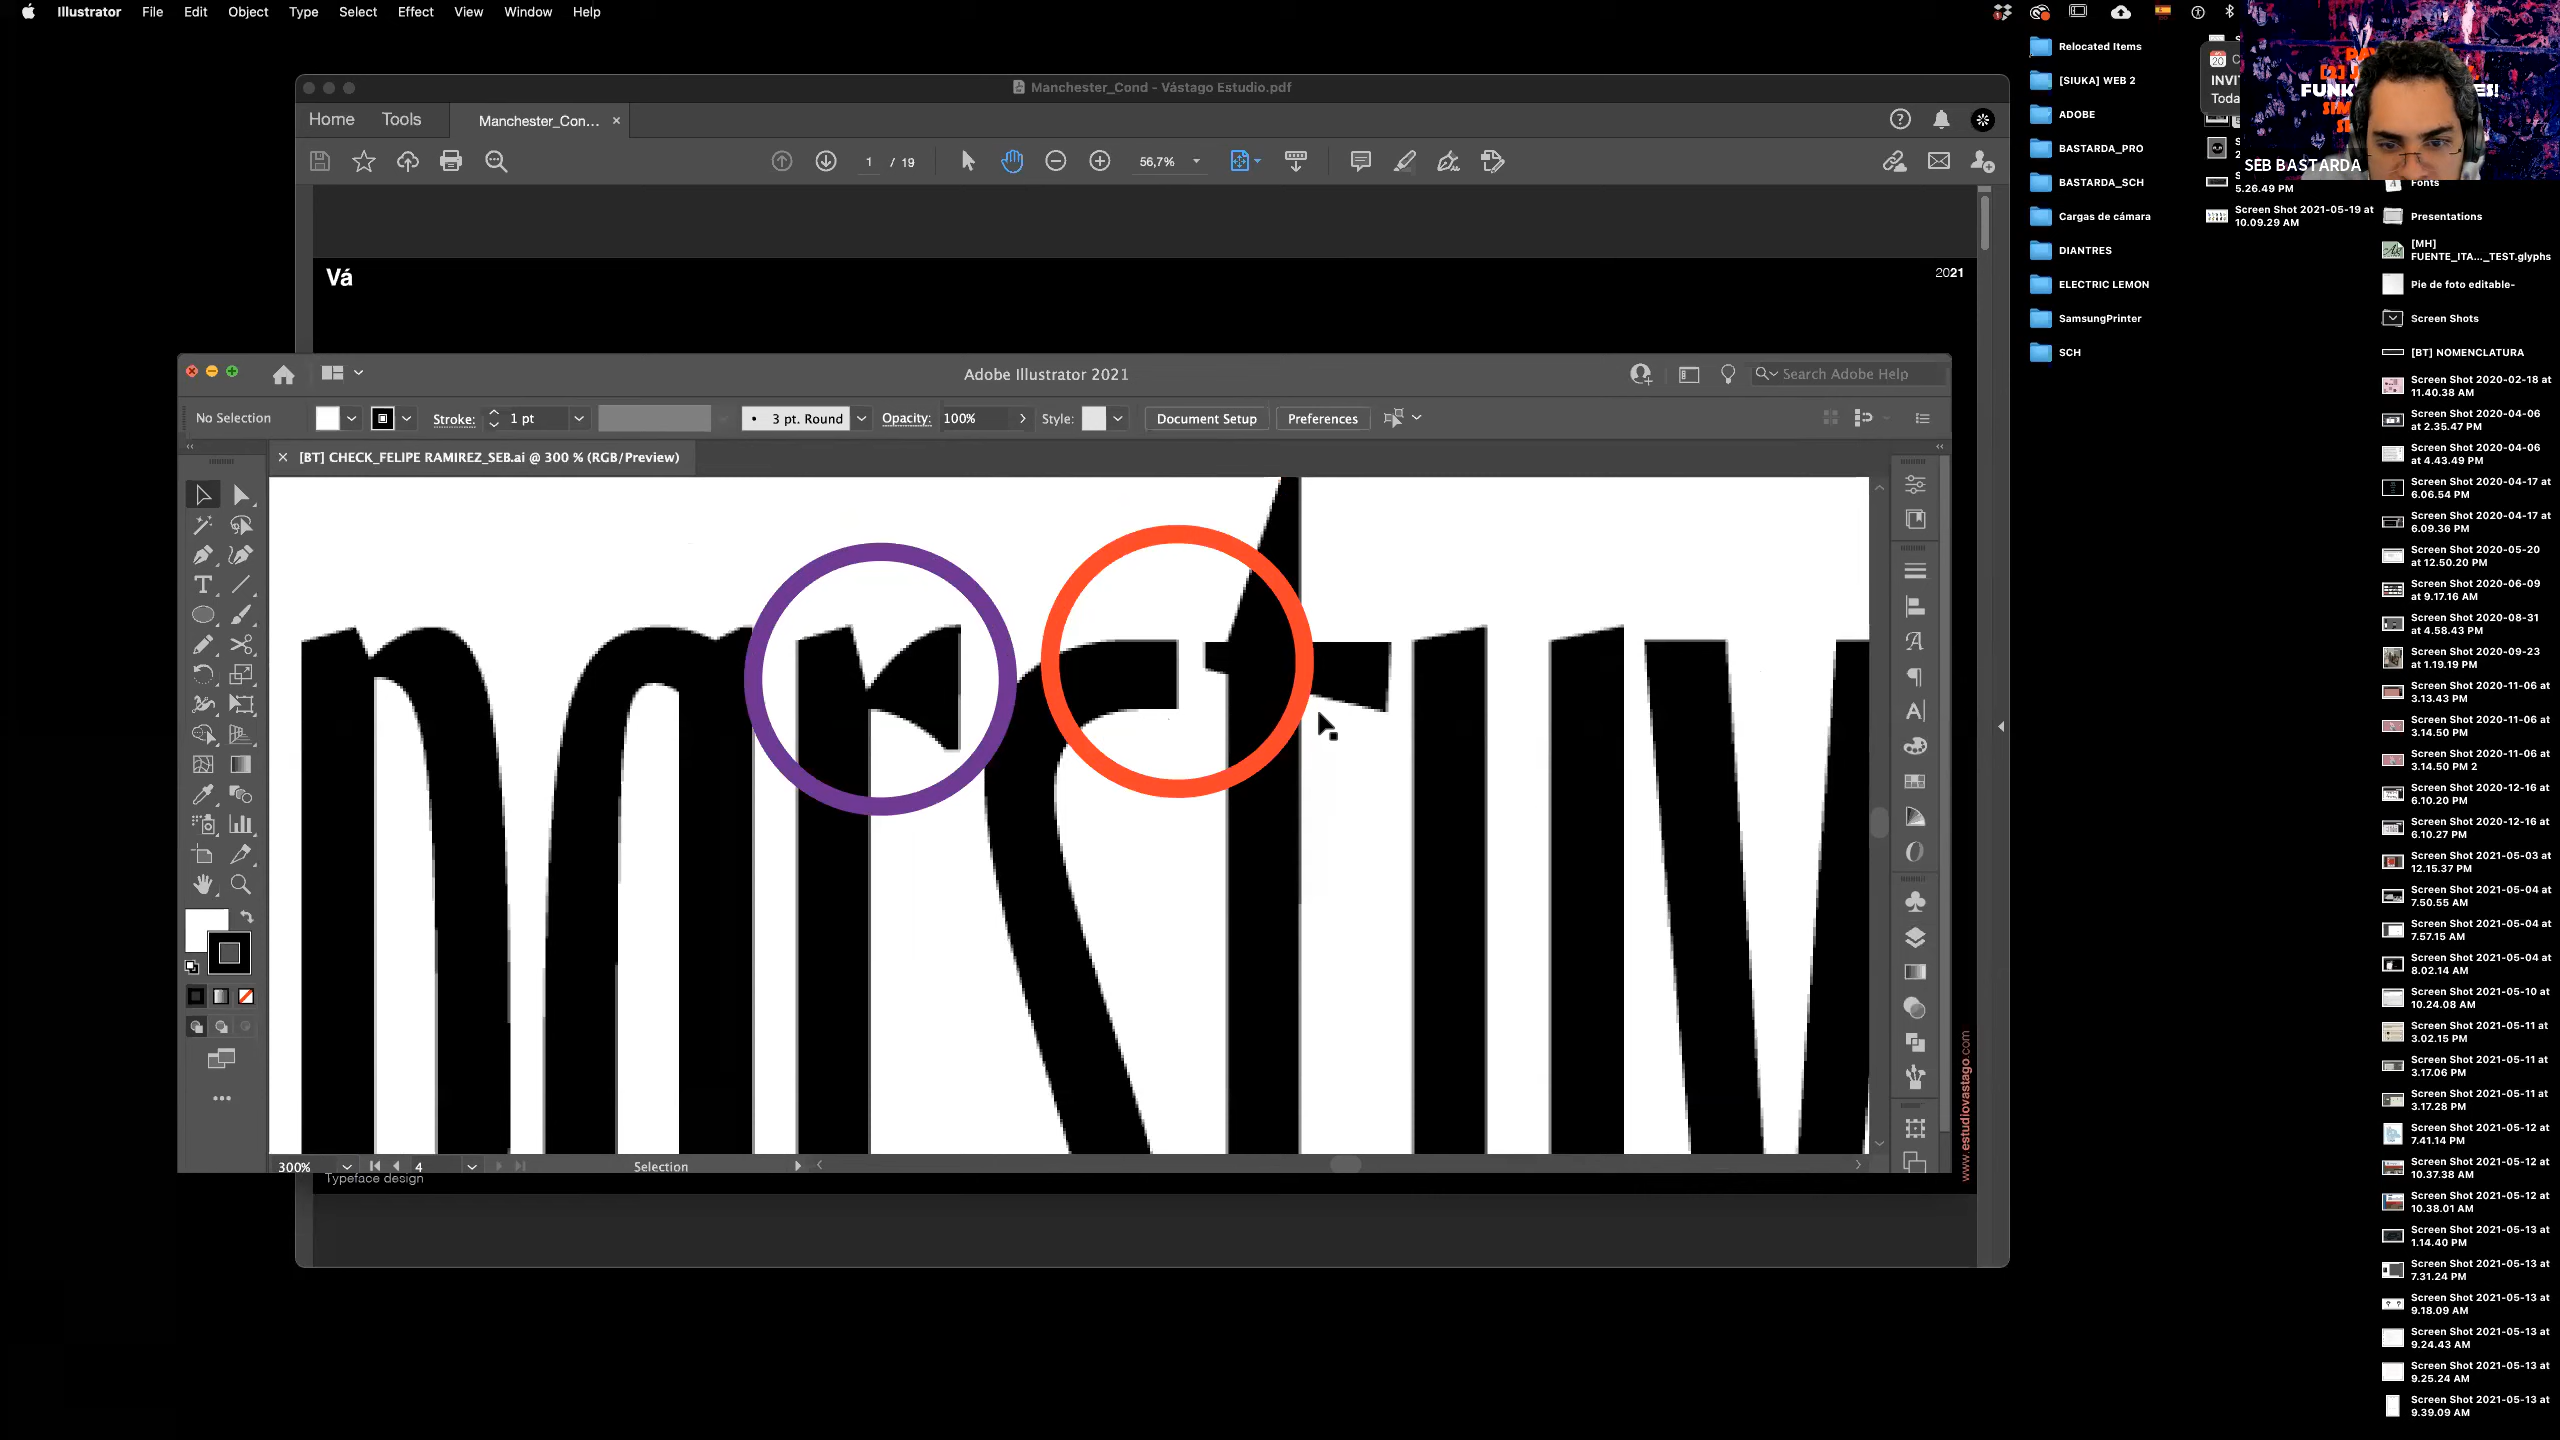 Illustrator File Edit Object Type Select Effect View Window Help
Manchester_Cond - Vástago Estudio.pdf
Home Tools Manchester_Con... ×
1 / 19 56,7%
Vá
2021
Adobe Illustrator 2021
Search Adobe Help
No Selection Stroke: 1 pt 3 pt. Round Opacity: 100% Style: Document Setup Preferences
× [BT] CHECK_FELIPE RAMIREZ_SEB.ai @ 300 % (RGB/Preview)
300% 4 Selection
Typeface design
www.estudiovastago.com
Relocated Items
[SIUKA] WEB 2
ADOBE
BASTARDA_PRO
BASTARDA_SCH
Cargas de cámara
DIANTRES
ELECTRIC LEMON
SamsungPrinter
SCH
20
INVI
Toda
FUNK
ES!
SEB BASTARDA
5.26.49 PM
Screen Shot 2021-05-19 at
10.09.29 AM
Fonts
Presentations
[MH]
FUENTE_ITA..._TEST.glyphs
Pie de foto editable-
Screen Shots
[BT] NOMENCLATURA
Screen Shot 2020-02-18 at
11.40.38 AM
Screen Shot 2020-04-06
at 2.35.47 PM
Screen Shot 2020-04-06
at 4.43.49 PM
Screen Shot 2020-04-17 at
6.06.54 PM
Screen Shot 2020-04-17 at
6.09.36 PM
Screen Shot 2020-05-20
at 12.50.20 PM
Screen Shot 2020-06-09
at 9.17.16 AM
Screen Shot 2020-08-31
at 4.58.43 PM
Screen Shot 2020-09-23
at 1.19.19 PM
Screen Shot 2020-11-06 at
3.13.43 PM
Screen Shot 2020-11-06 at
3.14.50 PM
Screen Shot 2020-11-06 at
3.14.50 PM 2
Screen Shot 2020-12-16 at
6.10.20 PM
Screen Shot 2020-12-16 at
6.10.27 PM
Screen Shot 2021-05-03 at
12.15.37 PM
Screen Shot 2021-05-04 at
7.50.55 AM
Screen Shot 2021-05-04 at
7.57.15 AM
Screen Shot 2021-05-04 at
8.02.14 AM
Screen Shot 2021-05-10 at
10.24.08 AM
Screen Shot 2021-05-11 at
3.02.15 PM
Screen Shot 2021-05-11 at
3.17.06 PM
Screen Shot 2021-05-11 at
3.17.28 PM
Screen Shot 2021-05-12 at
7.41.14 PM
Screen Shot 2021-05-12 at
10.37.38 AM
Screen Shot 2021-05-12 at
10.38.01 AM
Screen Shot 2021-05-13 at
1.14.40 PM
Screen Shot 2021-05-13 at
7.31.24 PM
Screen Shot 2021-05-13 at
9.18.09 AM
Screen Shot 2021-05-13 at
9.24.43 AM
Screen Shot 2021-05-13 at
9.25.24 AM
Screen Shot 2021-05-13 at
9.39.09 AM